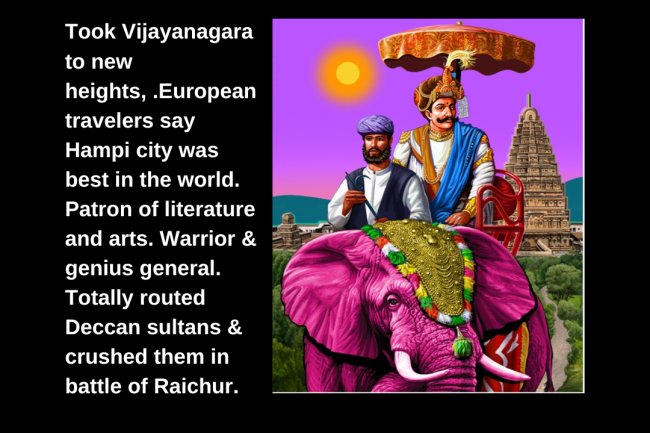 Took Vijayanagara
to new
heights, .European
travelers say
Hampi city was
best in the world.
Patron of literature
and arts. Warrior &
genius general.
Totally routed
Deccan sultans &
crushed them in
battle of Raichur.